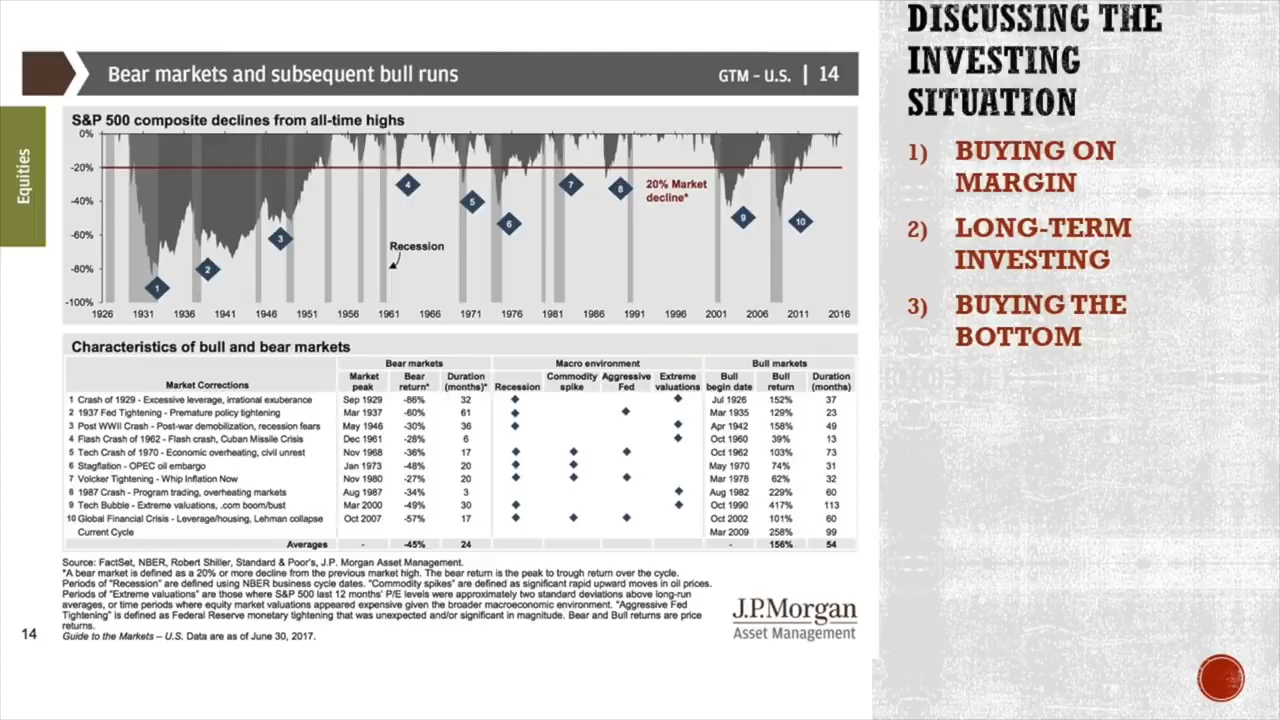 Bear markets and subsequent bull runs
GTM – U.S. | 14
Equities
S&P 500 composite declines from all-time highs
0%
-20%
-40%
-60%
-80%
-100%
1
2
3
4
5
6
7
8
9
10
20% Market
decline*
Recession
1926 1931 1936 1941 1946 1951 1956 1961 1966 1971 1976 1981 1986 1991 1996 2001 2006 2011 2016
Characteristics of bull and bear markets
Bear markets Macro environment Bull markets
Market Corrections Market peak Bear return* Duration (months)* Recession Commodity spike Aggressive Fed Extreme valuations Bull begin date Bull return Duration (months)
1 Crash of 1929 - Excessive leverage, irrational exuberance Sep 1929 -86% 32 Jul 1926 152% 37
2 1937 Fed Tightening - Premature policy tightening Mar 1937 -60% 61 Mar 1935 129% 23
3 Post WWII Crash - Post-war demobilization, recession fears May 1946 -30% 36 Apr 1942 158% 49
4 Flash Crash of 1962 - Flash crash, Cuban Missile Crisis Dec 1961 -28% 6 Oct 1960 39% 13
5 Tech Crash of 1970 - Economic overheating, civil unrest Nov 1968 -36% 17 Oct 1962 103% 73
6 Stagflation - OPEC oil embargo Jan 1973 -48% 20 May 1970 74% 31
7 Volcker Tightening - Whip Inflation Now Nov 1980 -27% 20 Mar 1978 62% 32
8 1987 Crash - Program trading, overheating markets Aug 1987 -34% 3 Aug 1982 229% 60
9 Tech Bubble - Extreme valuations, .com boom/bust Mar 2000 -49% 30 Oct 1990 417% 113
10 Global Financial Crisis - Leverage/housing, Lehman collapse Oct 2007 -57% 17 Oct 2002 101% 60
Current Cycle Mar 2009 258% 99
Averages - -45% 24 - 156% 54
Source: FactSet, NBER, Robert Shiller, Standard & Poor's, J.P. Morgan Asset Management.
*A bear market is defined as a 20% or more decline from the previous market high. The bear return is the peak to trough return over the cycle.
Periods of "Recession" are defined using NBER business cycle dates. "Commodity spikes" are defined as significant rapid upward moves in oil prices.
Periods of "Extreme valuations" are those where S&P 500 last 12 months' P/E levels were approximately two standard deviations above long-run
averages, or time periods where equity market valuations appeared expensive given the broader macroeconomic environment. "Aggressive Fed
Tightening" is defined as Federal Reserve monetary tightening that was unexpected and/or significant in magnitude. Bear and Bull returns are price
returns.
Guide to the Markets – U.S. Data are as of June 30, 2017.
14
J.P.Morgan
Asset Management
DISCUSSING THE
INVESTING
SITUATION
1) BUYING ON
MARGIN
2) LONG-TERM
INVESTING
3) BUYING THE
BOTTOM